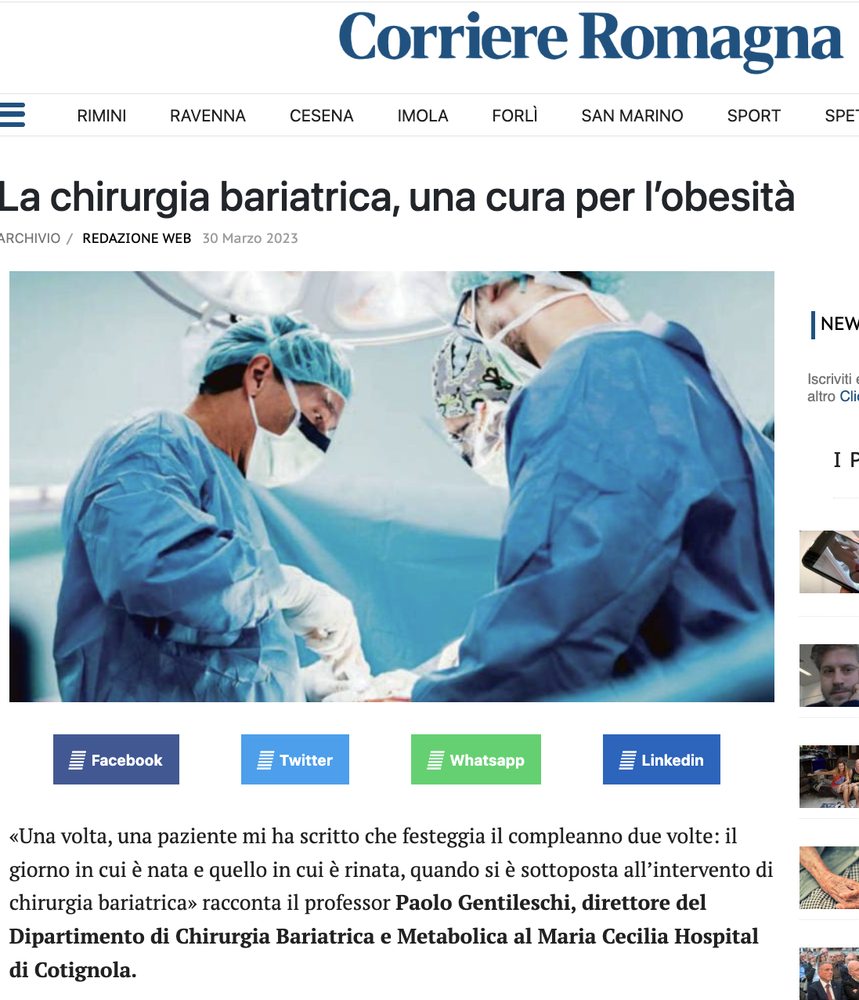 Corriere Romagna
RIMINI RAVENNA CESENA IMOLA FORLÌ SAN MARINO SPORT
La chirurgia bariatrica, una cura per l’obesità
ARCHIVIO / REDAZIONE WEB 30 Marzo 2023
Iscriviti
altro
I
Facebook Twitter Whatsapp Linkedin
«Una volta, una paziente mi ha scritto che festeggia il compleanno due volte: il
giorno in cui è nata e quello in cui è rinata, quando si è sottoposta all’intervento di
chirurgia bariatrica» racconta il professor Paolo Gentileschi, direttore del
Dipartimento di Chirurgia Bariatrica e Metabolica al Maria Cecilia Hospital
di Cotignola.